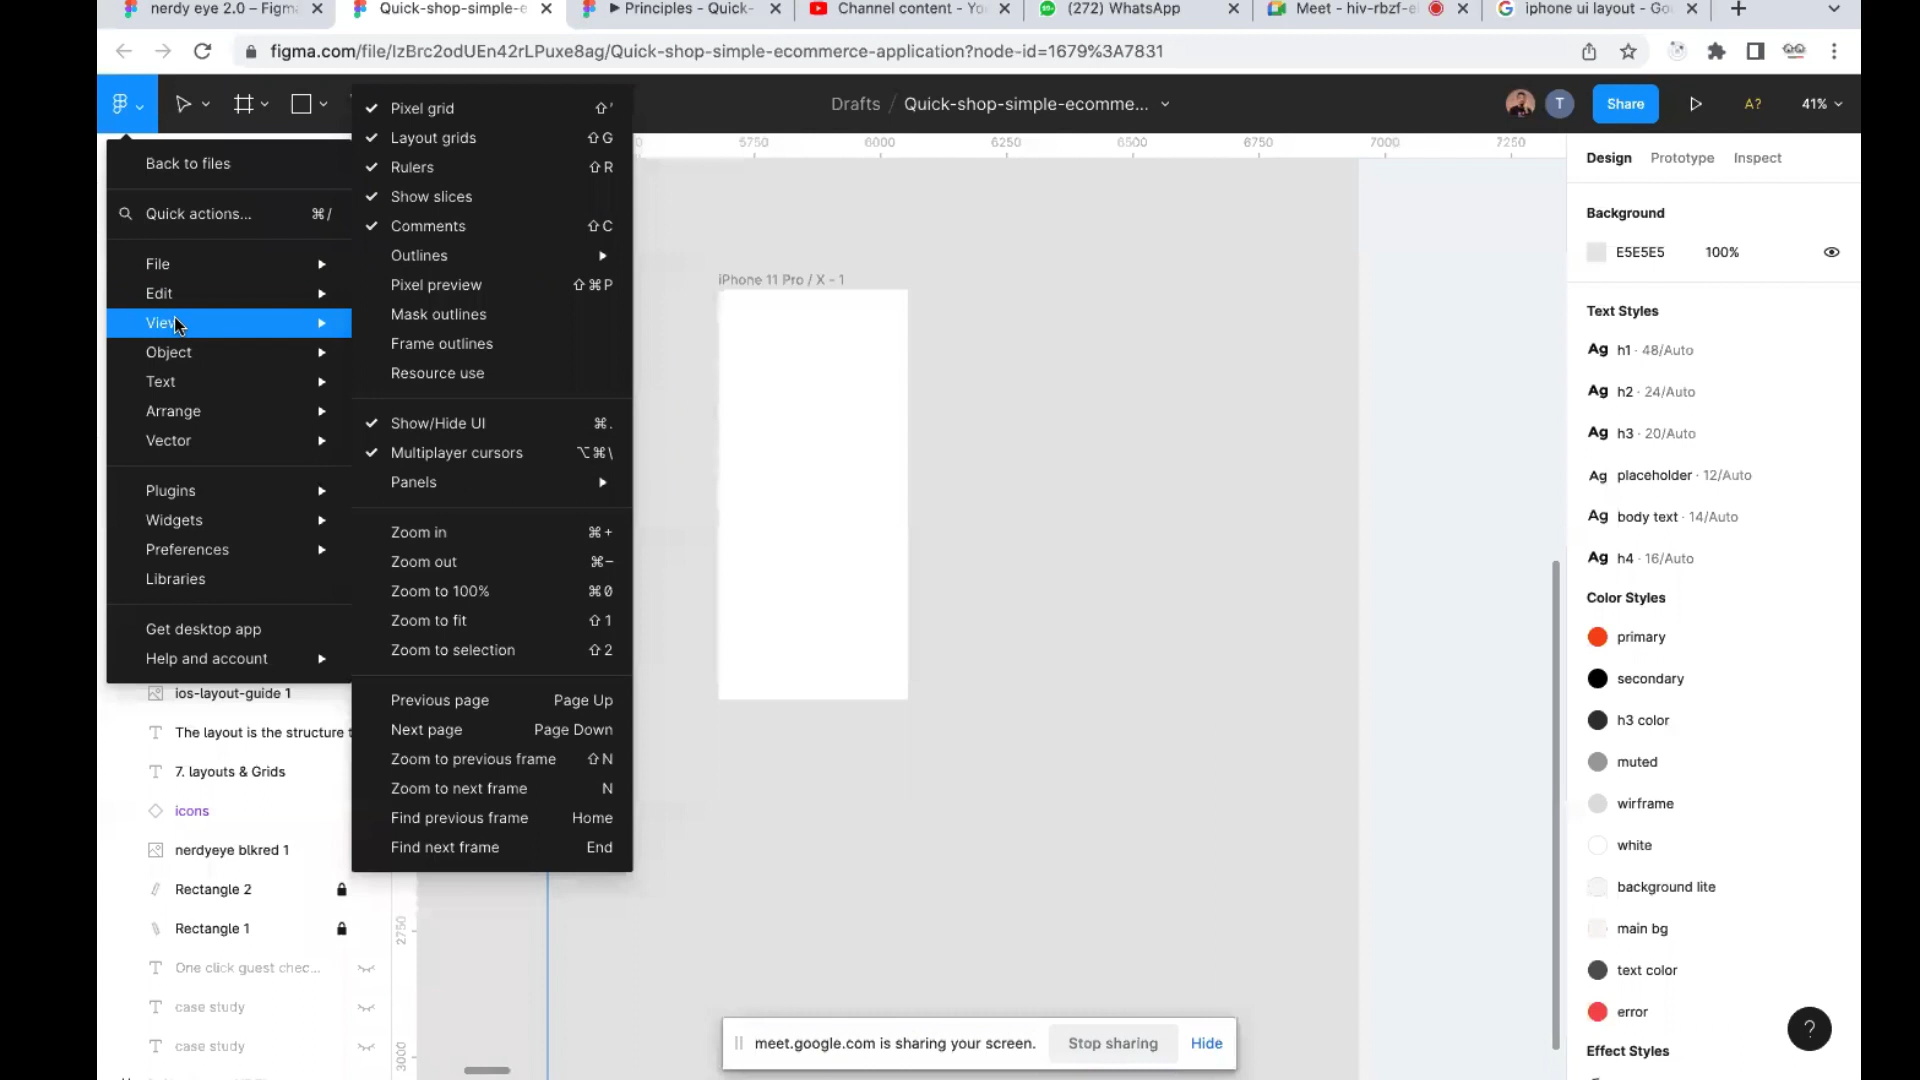 nerdy eye 2.0 – Figma
Quick-shop-simple-e
Principles - Quick-
Channel content - Yo
(272) WhatsApp
Meet - hiv-rbzf-e
iphone ui layout - Go
figma.com/file/IzBrc2odUEn42rLPuxe8ag/Quick-shop-simple-ecommerce-application?node-id=1679%3A7831
Drafts / Quick-shop-simple-ecomme...
T
Share
A?
41%
Back to files
Quick actions... ⌘/
File
Edit
View
Object
Text
Arrange
Vector
Plugins
Widgets
Preferences
Libraries
Get desktop app
Help and account
Pixel grid ⇧'
Layout grids ⇧G
Rulers ⇧R
Show slices
Comments ⇧C
Outlines
Pixel preview ⇧⌘P
Mask outlines
Frame outlines
Resource use
Show/Hide UI ⌘.
Multiplayer cursors ⌥⌘\
Panels
Zoom in ⌘+
Zoom out ⌘−
Zoom to 100% ⌘0
Zoom to fit ⇧1
Zoom to selection ⇧2
Previous page Page Up
Next page Page Down
Zoom to previous frame ⇧N
Zoom to next frame N
Find previous frame Home
Find next frame End
ios-layout-guide 1
The layout is the structure t
7. layouts & Grids
icons
nerdyeye blkred 1
Rectangle 2
Rectangle 1
One click guest chec...
case study
case study
5750 6000 6250 6500 6750 7000 7250
2750
3000
iPhone 11 Pro / X - 1
Design Prototype Inspect
Background
E5E5E5 100%
Text Styles
Ag h1 · 48/Auto
Ag h2 · 24/Auto
Ag h3 · 20/Auto
Ag placeholder · 12/Auto
Ag body text · 14/Auto
Ag h4 · 16/Auto
Color Styles
primary
secondary
h3 color
muted
wirframe
white
background lite
main bg
text color
error
Effect Styles
?
meet.google.com is sharing your screen.
Stop sharing
Hide